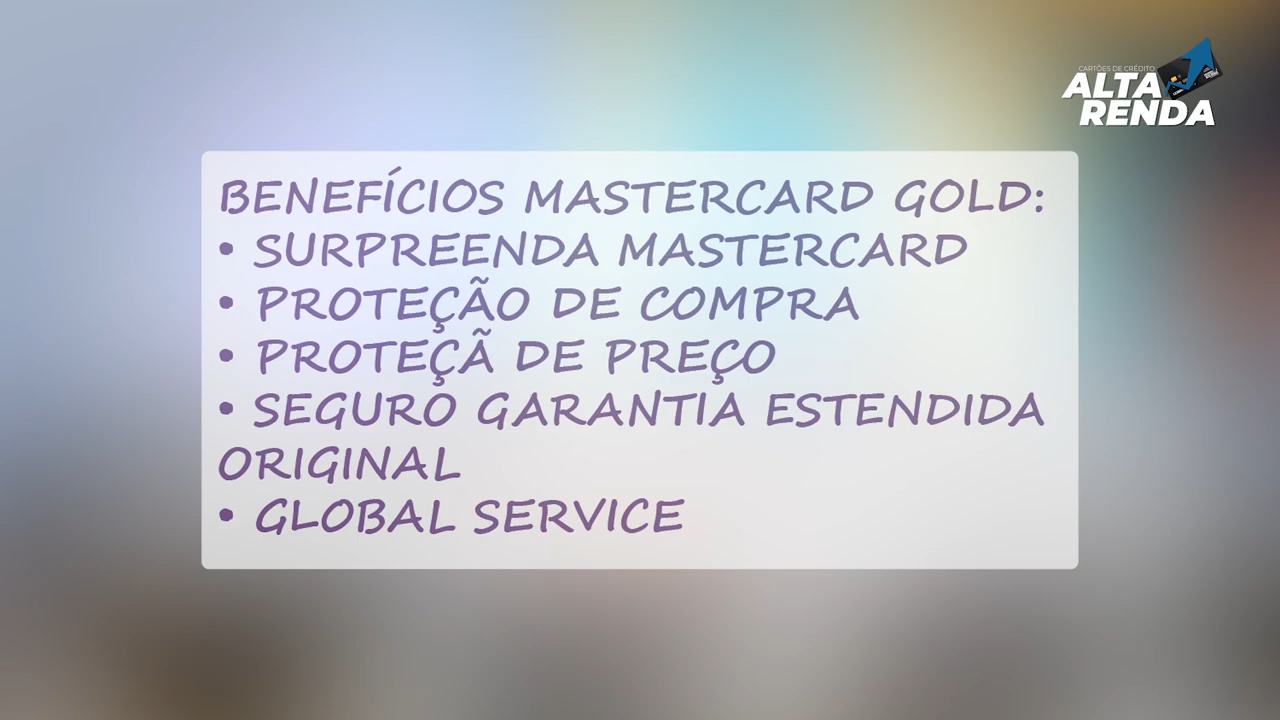 CARTÕES DE CRÉDITO
ALTA
RENDA
BENEFÍCIOS MASTERCARD GOLD:
• SURPREENDA MASTERCARD
• PROTEÇÃO DE COMPRA
• PROTEÇÃ DE PREÇO
• SEGURO GARANTIA ESTENDIDA
ORIGINAL
• GLOBAL SERVICE